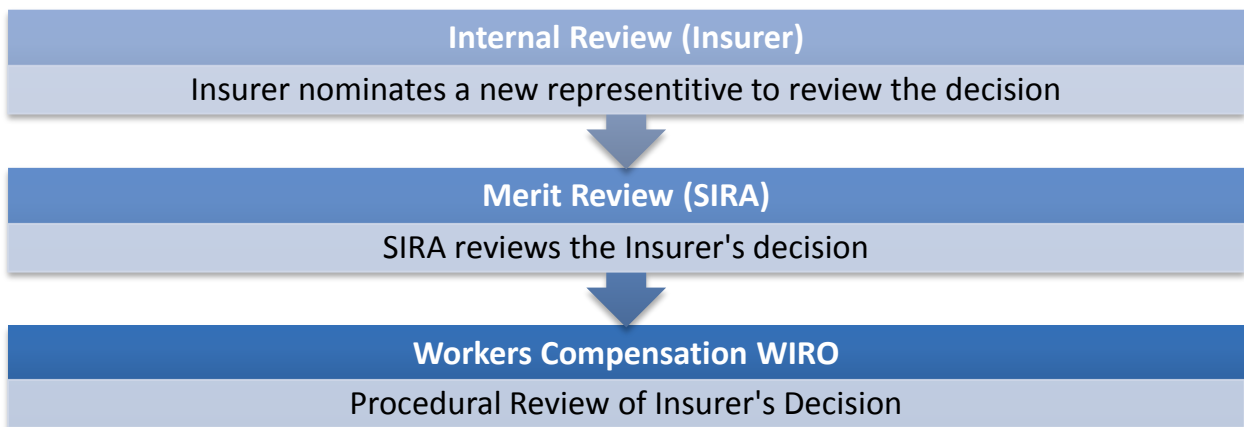 Internal Review (Insurer)
Insurer nominates a new representitive to review the decision
Merit Review (SIRA)
SIRA reviews the Insurer's decision
Workers Compensation WIRO
Procedural Review of Insurer's Decision